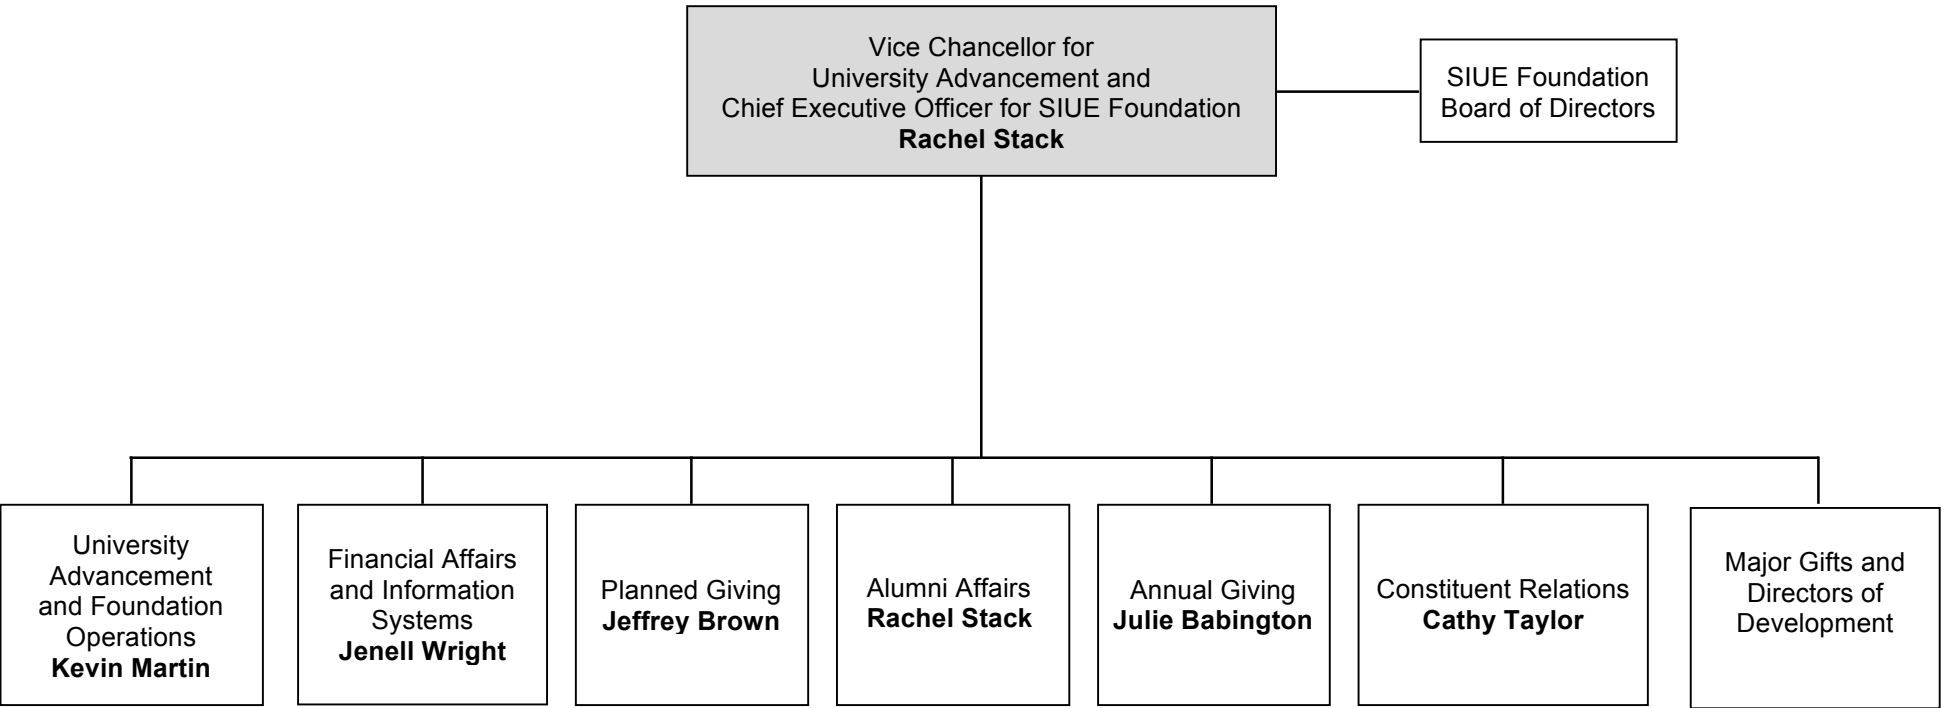 Vice Chancellor for
University Advancement and
Chief Executive Officer for SIUE Foundation
Rachel Stack
SIUE Foundation
Board of Directors
University
Advancement
and Foundation
Operations
Kevin Martin
Financial Affairs
and Information
Systems
Jenell Wright
Planned Giving
Jeffrey Brown
Alumni Affairs
Rachel Stack
Annual Giving
Julie Babington
Constituent Relations
Cathy Taylor
Major Gifts and
Directors of
Development